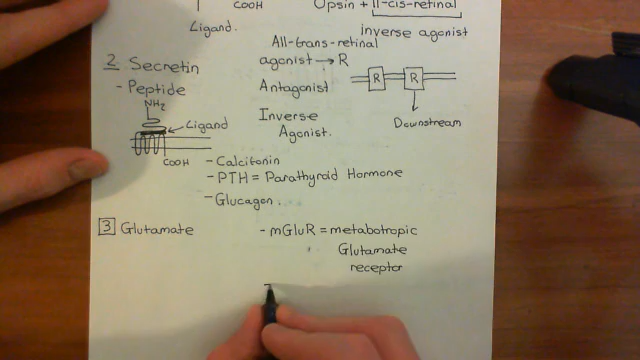 COOH
Opsin + 11-cis-retinal
Ligand.
inverse agonist
All-trans-retinal
agonist → R
2 Secretin
- Peptide
Antagonist
R R
NH₂
Ligand
Inverse
Agonist.
Downstream
COOH
- Calcitonin
- PTH = Parathyroid Hormone
- Glucagon.
3 Glutamate
- mGluR = metabotropic
Glutamate
receptor